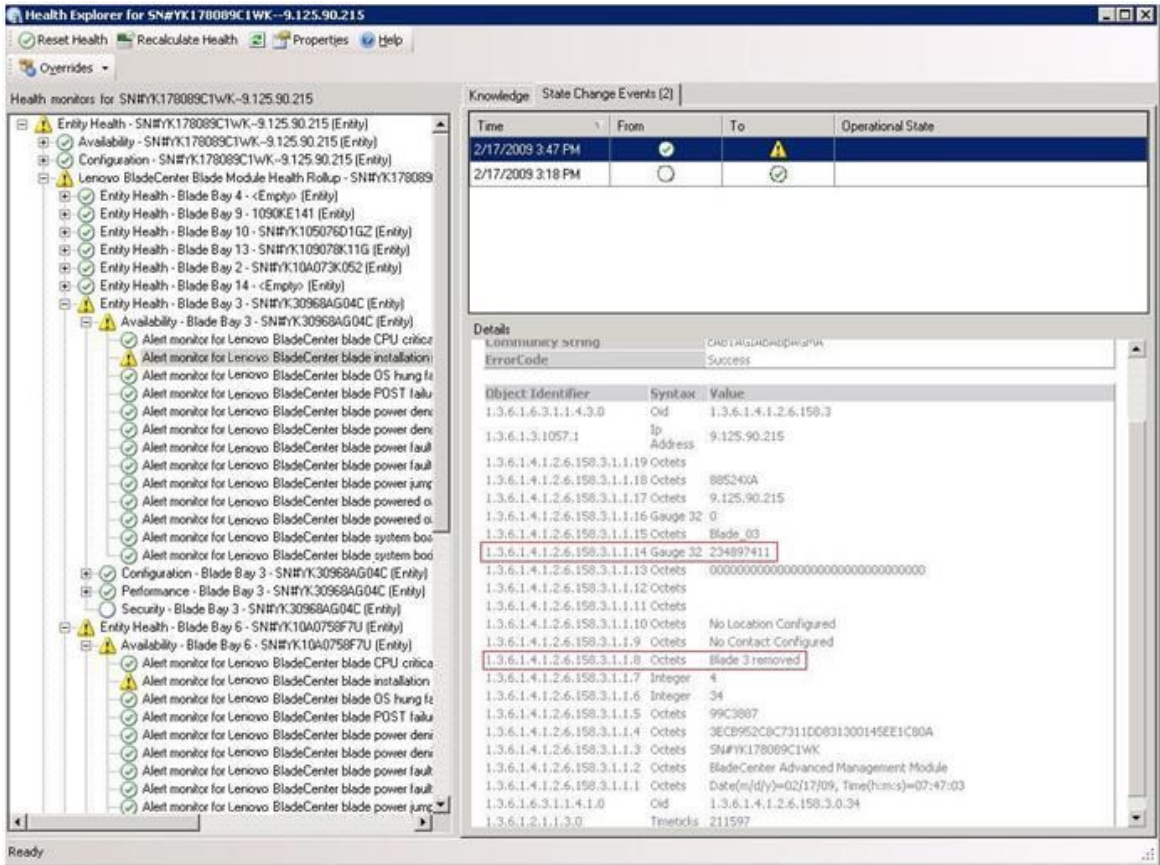 Health Explorer for SN#YK178089C1WK--9.125.90.215
Reset Health Recalculate Health Properties Help
Overrides
Health monitors for SN#YK178089C1WK--9.125.90.215
Entity Health - SN#YK178089C1WK--9.125.90.215 (Entity)
Availability - SN#YK178089C1WK--9.125.90.215 (Entity)
Configuration - SN#YK178089C1WK--9.125.90.215 (Entity)
Lenovo BladeCenter Blade Module Health Rollup - SN#YK178089
Entity Health - Blade Bay 4 - <Empty> (Entity)
Entity Health - Blade Bay 9 - 1090KE141 (Entity)
Entity Health - Blade Bay 10 - SN#YK105076D1GZ (Entity)
Entity Health - Blade Bay 13 - SN#YK109078K11G (Entity)
Entity Health - Blade Bay 2 - SN#YK10A073K052 (Entity)
Entity Health - Blade Bay 14 - <Empty> (Entity)
Entity Health - Blade Bay 3 - SN#YK30968AG04C (Entity)
Availability - Blade Bay 3 - SN#YK30968AG04C (Entity)
Alert monitor for Lenovo BladeCenter blade CPU critica
Alert monitor for Lenovo BladeCenter blade installation
Alert monitor for Lenovo BladeCenter blade OS hung fa
Alert monitor for Lenovo BladeCenter blade POST failu
Alert monitor for Lenovo BladeCenter blade power deni
Alert monitor for Lenovo BladeCenter blade power deni
Alert monitor for Lenovo BladeCenter blade power fault
Alert monitor for Lenovo BladeCenter blade power fault
Alert monitor for Lenovo BladeCenter blade power jump
Alert monitor for Lenovo BladeCenter blade powered o
Alert monitor for Lenovo BladeCenter blade powered o
Alert monitor for Lenovo BladeCenter blade system boa
Alert monitor for Lenovo BladeCenter blade system boo
Configuration - Blade Bay 3 - SN#YK30968AG04C (Entity)
Performance - Blade Bay 3 - SN#YK30968AG04C (Entity)
Security - Blade Bay 3 - SN#YK30968AG04C (Entity)
Entity Health - Blade Bay 6 - SN#YK10A0758F7U (Entity)
Availability - Blade Bay 6 - SN#YK10A0758F7U (Entity)
Alert monitor for Lenovo BladeCenter blade CPU critica
Alert monitor for Lenovo BladeCenter blade installation
Alert monitor for Lenovo BladeCenter blade OS hung fa
Alert monitor for Lenovo BladeCenter blade POST failu
Alert monitor for Lenovo BladeCenter blade power deni
Alert monitor for Lenovo BladeCenter blade power deni
Alert monitor for Lenovo BladeCenter blade power fault
Alert monitor for Lenovo BladeCenter blade power fault
Alert monitor for Lenovo BladeCenter blade power jump
Knowledge State Change Events (2)
Time From To Operational State
2/17/2009 3:47 PM
2/17/2009 3:18 PM
Details
Community String
ErrorCode Success
Object Identifier Syntax Value
1.3.6.1.6.3.1.1.4.3.0 Oid 1.3.6.1.4.1.2.6.158.3
1.3.6.1.3.1057.1 Ip Address 9.125.90.215
1.3.6.1.4.1.2.6.158.3.1.1.19 Octets
1.3.6.1.4.1.2.6.158.3.1.1.18 Octets 88524XA
1.3.6.1.4.1.2.6.158.3.1.1.17 Octets 9.125.90.215
1.3.6.1.4.1.2.6.158.3.1.1.16 Gauge 32 0
1.3.6.1.4.1.2.6.158.3.1.1.15 Octets Blade_03
1.3.6.1.4.1.2.6.158.3.1.1.14 Gauge 32 234897411
1.3.6.1.4.1.2.6.158.3.1.1.13 Octets 00000000000000000000000000000000
1.3.6.1.4.1.2.6.158.3.1.1.12 Octets
1.3.6.1.4.1.2.6.158.3.1.1.11 Octets
1.3.6.1.4.1.2.6.158.3.1.1.10 Octets No Location Configured
1.3.6.1.4.1.2.6.158.3.1.1.9 Octets No Contact Configured
1.3.6.1.4.1.2.6.158.3.1.1.8 Octets Blade 3 removed
1.3.6.1.4.1.2.6.158.3.1.1.7 Integer 4
1.3.6.1.4.1.2.6.158.3.1.1.6 Integer 34
1.3.6.1.4.1.2.6.158.3.1.1.5 Octets 99C3887
1.3.6.1.4.1.2.6.158.3.1.1.4 Octets 3ECB952C8C7311DD831300145EE1C80A
1.3.6.1.4.1.2.6.158.3.1.1.3 Octets SN#YK178089C1WK
1.3.6.1.4.1.2.6.158.3.1.1.2 Octets BladeCenter Advanced Management Module
1.3.6.1.4.1.2.6.158.3.1.1.1 Octets Date(m/d/y)=02/17/09, Time(h:m:s)=07:47:03
1.3.6.1.6.3.1.1.4.1.0 Oid 1.3.6.1.4.1.2.6.158.3.0.34
1.3.6.1.2.1.1.3.0 Timeticks 211597
Ready